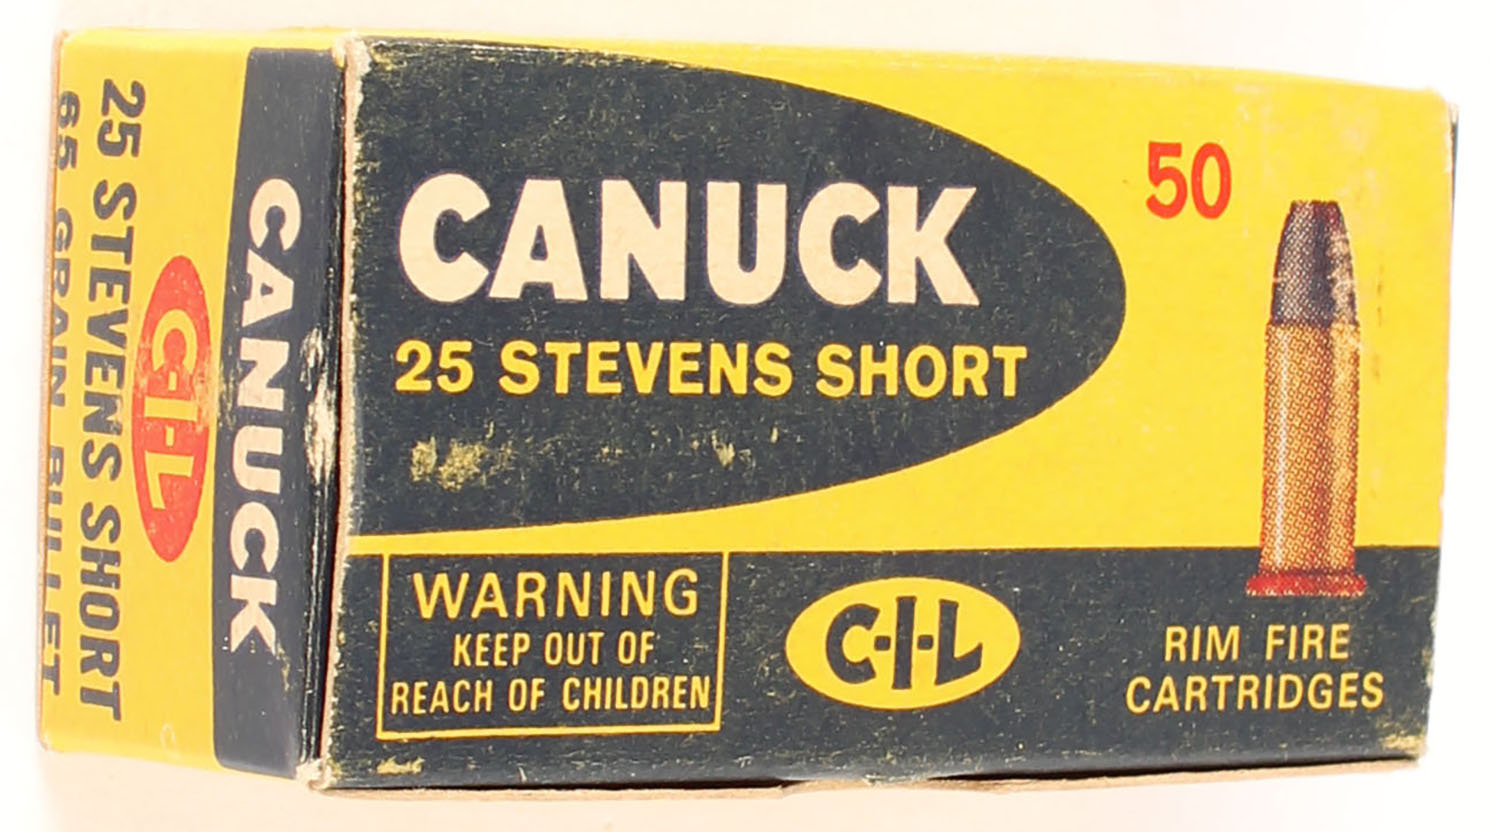 CANUCK
25 STEVENS SHORT
50
WARNING
KEEP OUT OF
REACH OF CHILDREN
C-I-L
RIM FIRE
CARTRIDGES
CANUCK
C-I-L
25 STEVENS SHORT
65 GRAIN BULLET